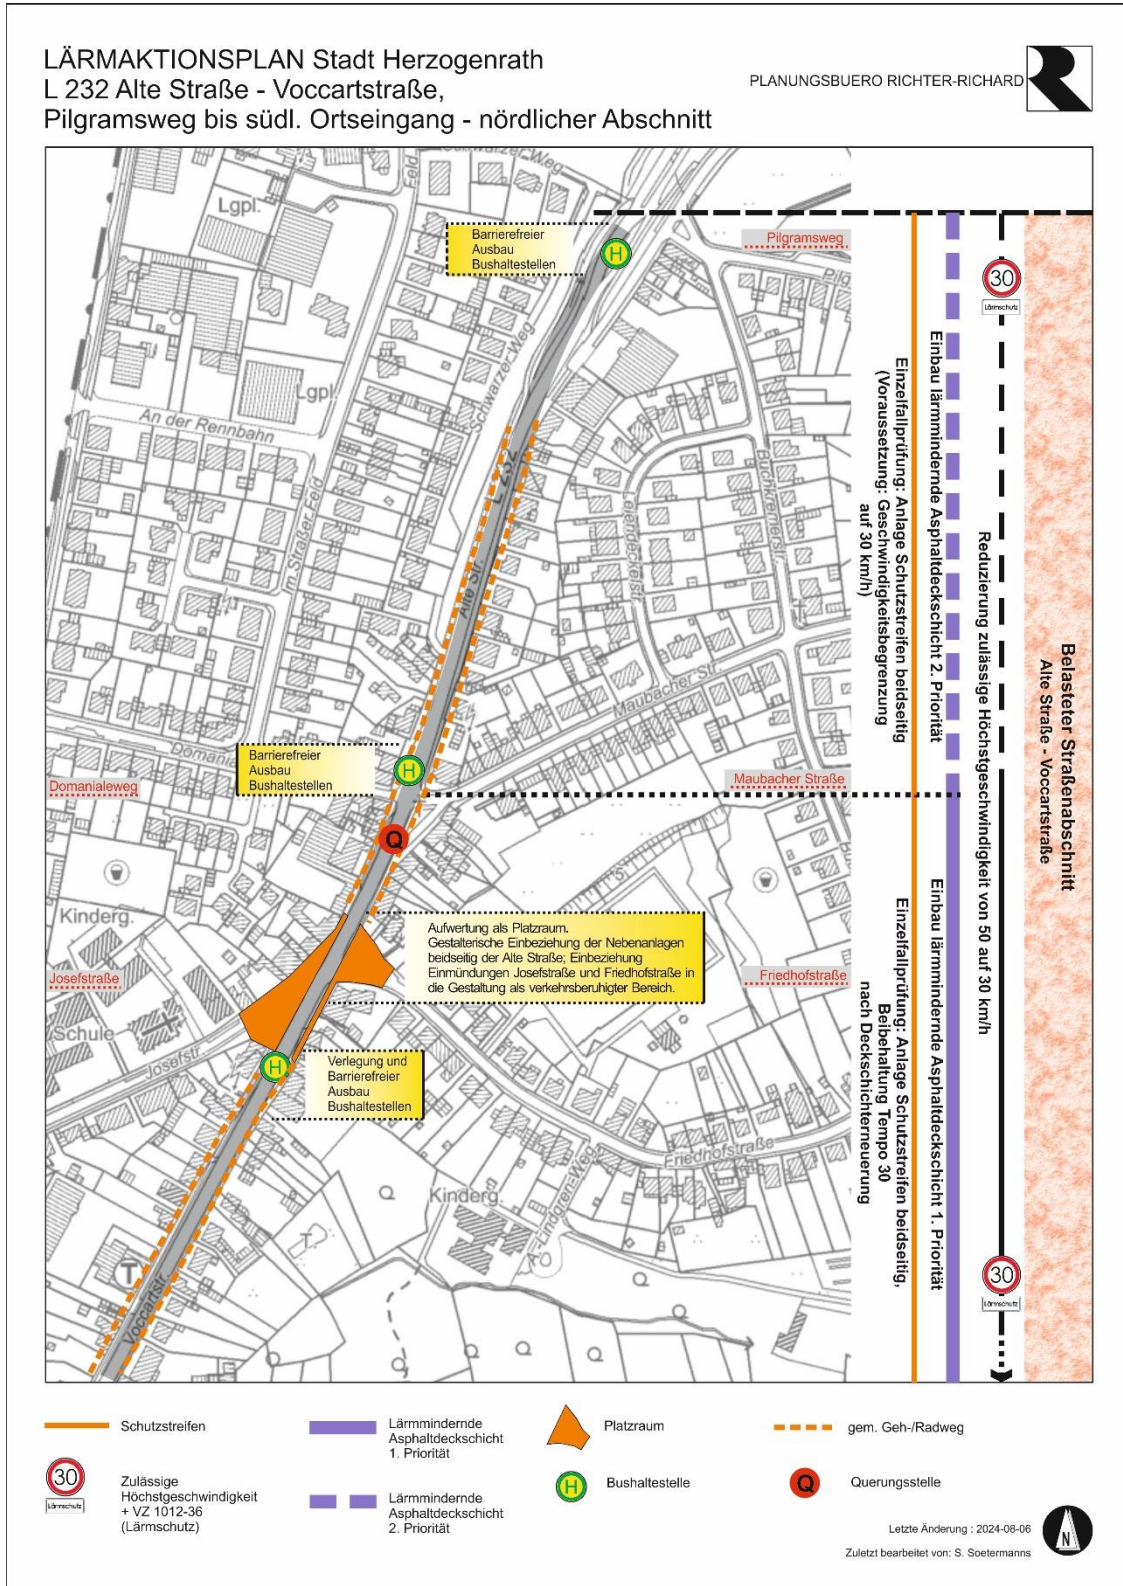 LÄRMAKTIONSPLAN Stadt Herzogenrath
L 232 Alte Straße - Voccartstraße,
Pilgramsweg bis südl. Ortseingang - nördlicher Abschnitt
PLANUNGSBUERO RICHTER-RICHARD
Schwarzer Weg
Feld
Lgpl.
Barrierefreier
Ausbau
Bushaltestellen
H
Pilgramsweg
30
Lärmschutz
Schwarzer Weg
Lgpl.
An der Rennbahn
L 232
Alte Str.
Domanialeweg
Barrierefreier
Ausbau
Bushaltestellen
H
Maubacher Straße
Q
Kinderg.
Aufwertung als Platzraum.
Gestalterische Einbeziehung der Nebenanlagen
beidseitig der Alte Straße; Einbeziehung
Einmündungen Josefstraße und Friedhofstraße in
die Gestaltung als verkehrsberuhigter Bereich.
Josefstraße
Friedhofstraße
Schule
Josefstr.
H
Verlegung und
Barrierefreier
Ausbau
Bushaltestellen
Friedhofstraße
Kinderg.
A.-Lindgren-Weg
T
T.
Voccartstr.
Einzelfallprüfung: Anlage Schutzstreifen beidseitig
(Voraussetzung: Geschwindigkeitsbegrenzung
auf 30 km/h)
Einbau lärmmindernde Asphaltdeckschicht 2. Priorität
Einzelfallprüfung: Anlage Schutzstreifen beidseitig,
Beibehaltung Tempo 30
nach Deckschichterneuerung
Einbau lärmmindernde Asphaltdeckschicht 1. Priorität
Reduzierung zulässige Höchstgeschwindigkeit von 50 auf 30 km/h
Belasteter Straßenabschnitt
Alte Straße - Voccartstraße
30
Lärmschutz
Schutzstreifen
30
Lärmschutz
Zulässige
Höchstgeschwindigkeit
+ VZ 1012-36
(Lärmschutz)
Lärmmindernde
Asphaltdeckschicht
1. Priorität
Lärmmindernde
Asphaltdeckschicht
2. Priorität
Platzraum
H
Bushaltestelle
gem. Geh-/Radweg
Q
Querungsstelle
Letzte Änderung : 2024-08-06
Zuletzt bearbeitet von: S. Soetermanns
N